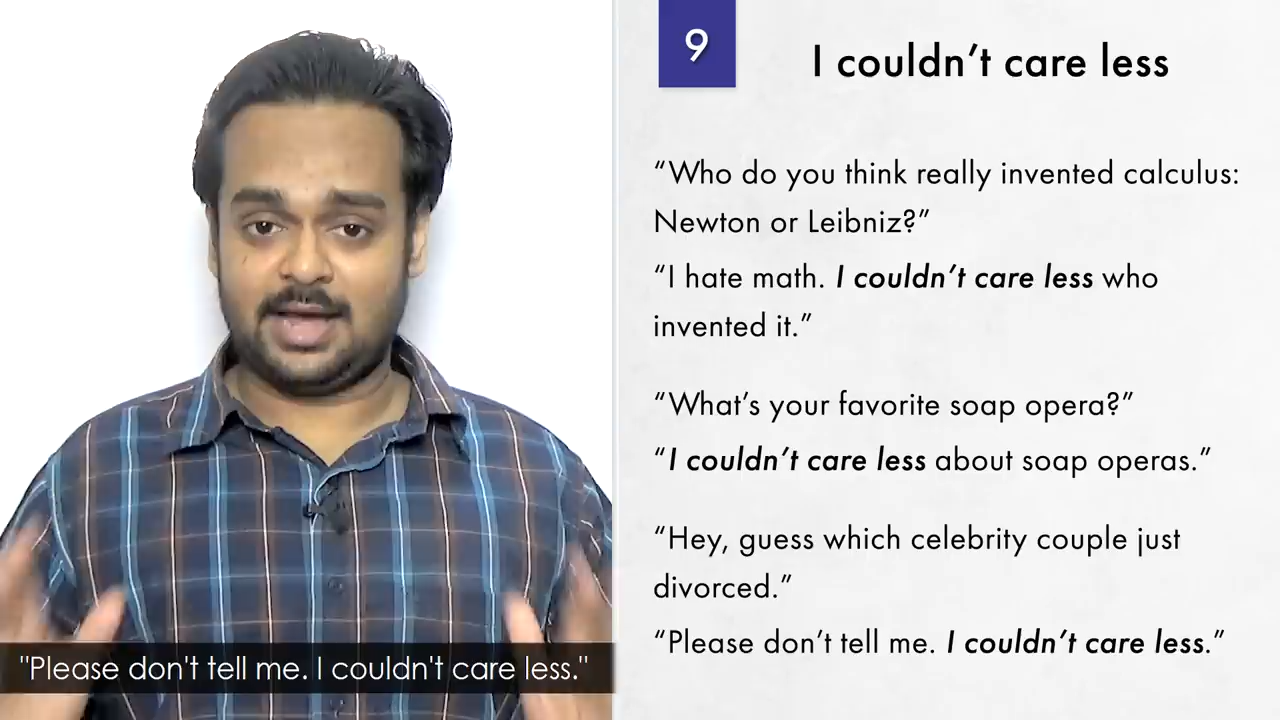 9
I couldn’t care less
“Who do you think really invented calculus:
Newton or Leibniz?”
“I hate math. I couldn’t care less who
invented it.”
“What’s your favorite soap opera?”
“I couldn’t care less about soap operas.”
“Hey, guess which celebrity couple just
divorced.”
“Please don’t tell me. I couldn’t care less.”
"Please don't tell me. I couldn't care less."